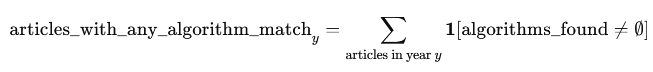 articles_with_any_algorithm_match_y = ∑_{articles in year y} 𝟏[algorithms_found ≠ ∅]